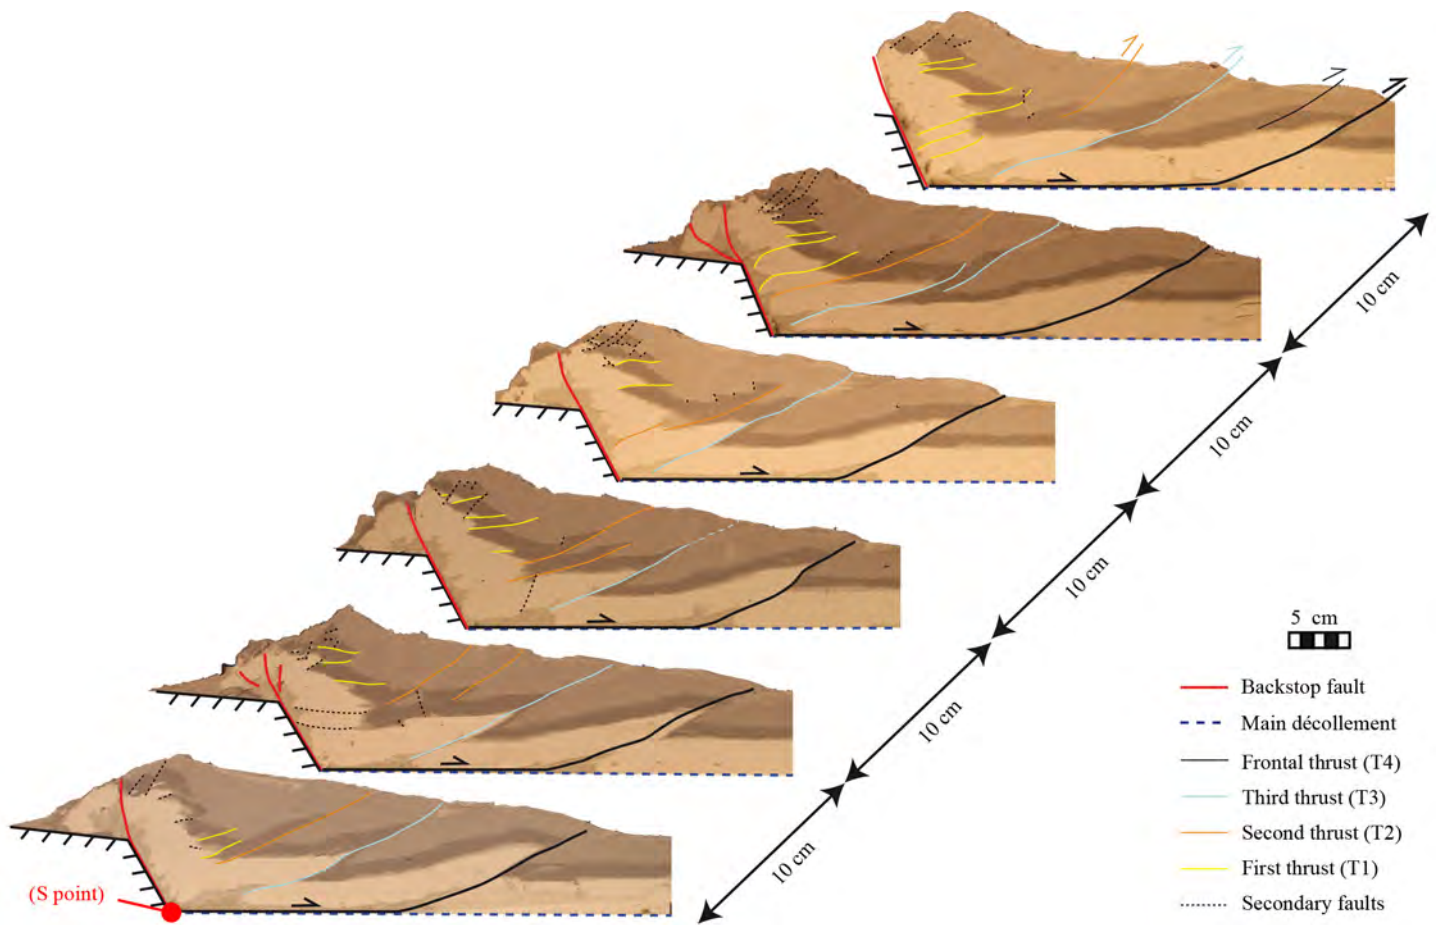 10 cm
10 cm
10 cm
10 cm
10 cm
5 cm
Backstop fault
Main décollement
Frontal thrust (T4)
Third thrust (T3)
Second thrust (T2)
First thrust (T1)
Secondary faults
(S point)